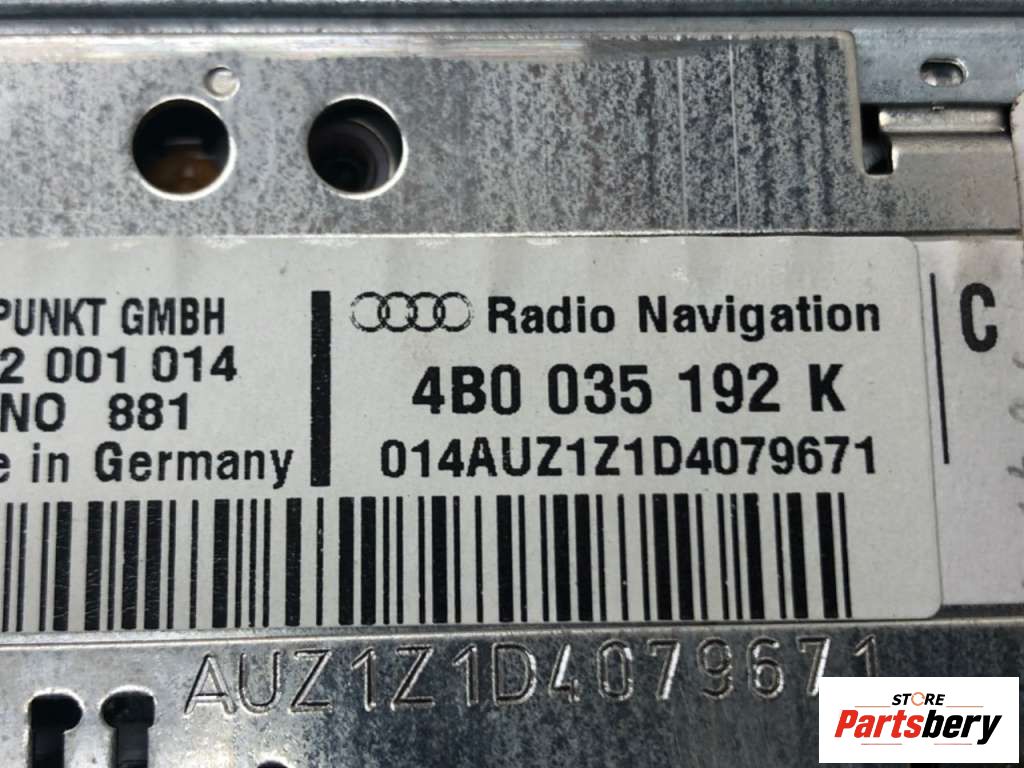 PUNKT GMBH
2 001 014
NO 881
e in Germany
Radio Navigation
4B0 035 192 K
014AUZ1Z1D4079671
C
AUZ1Z1D4079671
STORE
Partsbery